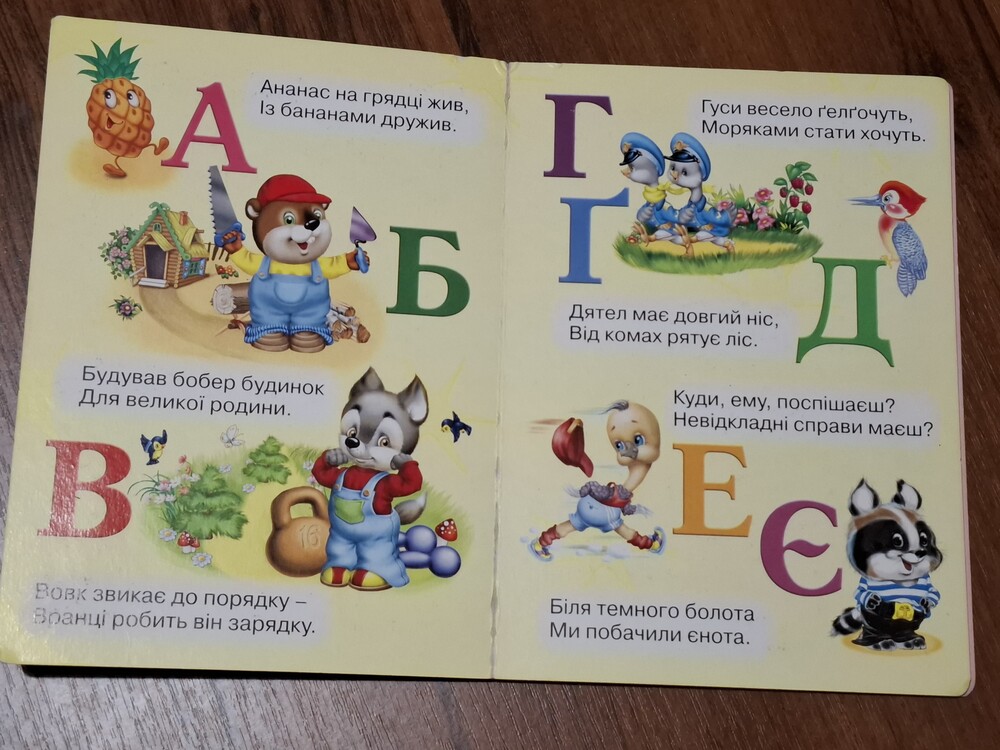 А
Ананас на грядці жив,
Із бананами дружив.
Б
Будував бобер будинок
Для великої родини.
В
16
Вовк звикає до порядку –
Вранці робить він зарядку.
Г
Ґ
Гуси весело ґелґочуть,
Моряками стати хочуть.
Д
Дятел має довгий ніс,
Від комах рятує ліс.
Е
Куди, ему, поспішаєш?
Невідкладні справи маєш?
Є
Біля темного болота
Ми побачили єнота.